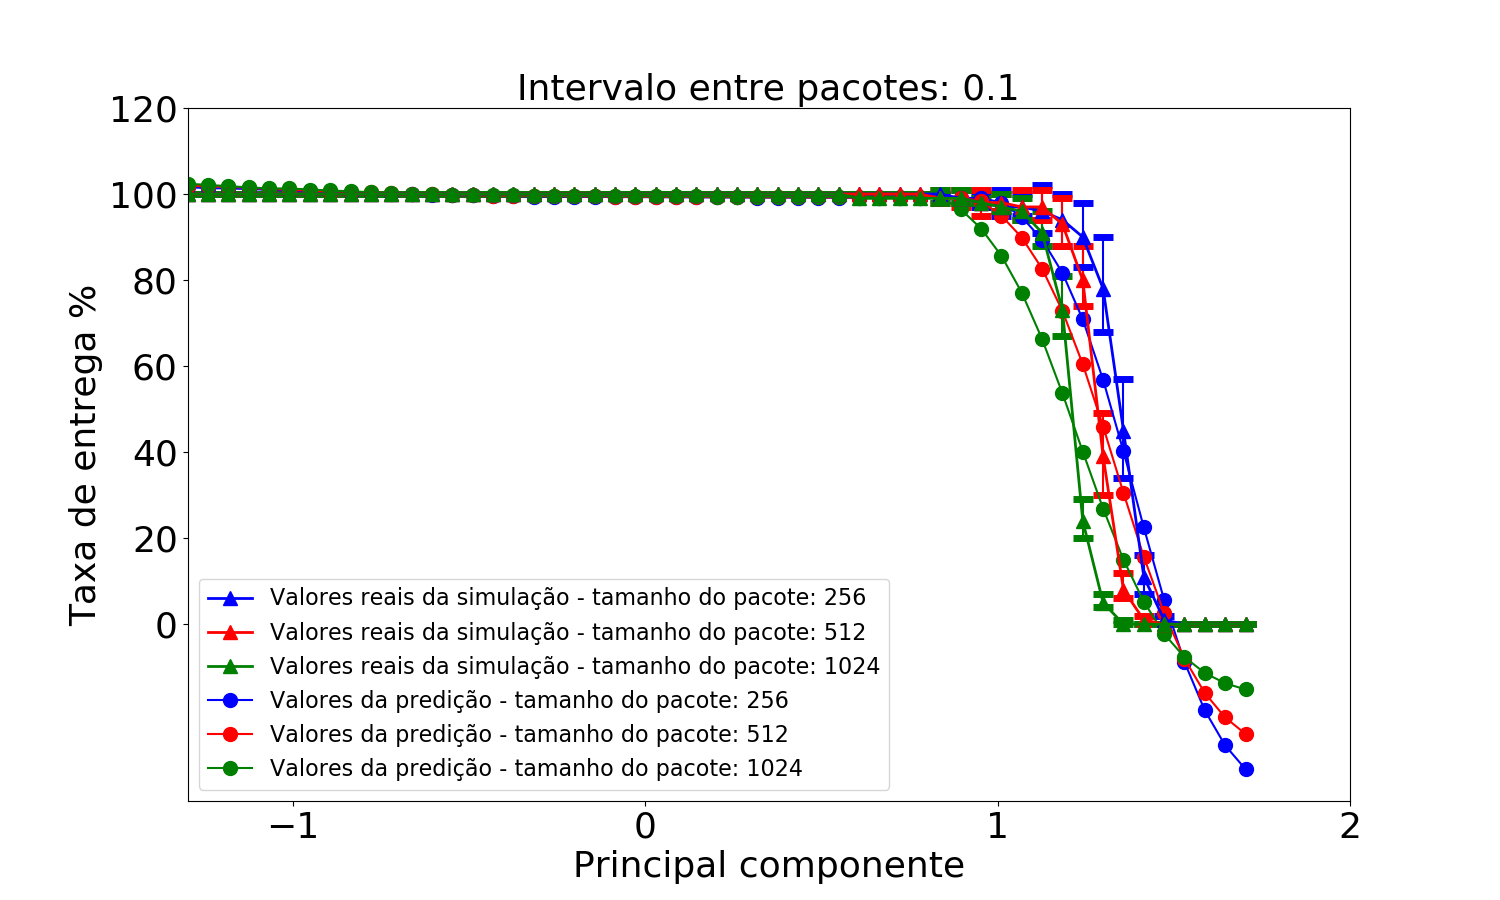 Intervalo entre pacotes: 0.1
120
100
80
60
40
20
0
Taxa de entrega %
Valores reais da simulação - tamanho do pacote: 256
Valores reais da simulação - tamanho do pacote: 512
Valores reais da simulação - tamanho do pacote: 1024
Valores da predição - tamanho do pacote: 256
Valores da predição - tamanho do pacote: 512
Valores da predição - tamanho do pacote: 1024
−1
0
1
2
Principal componente